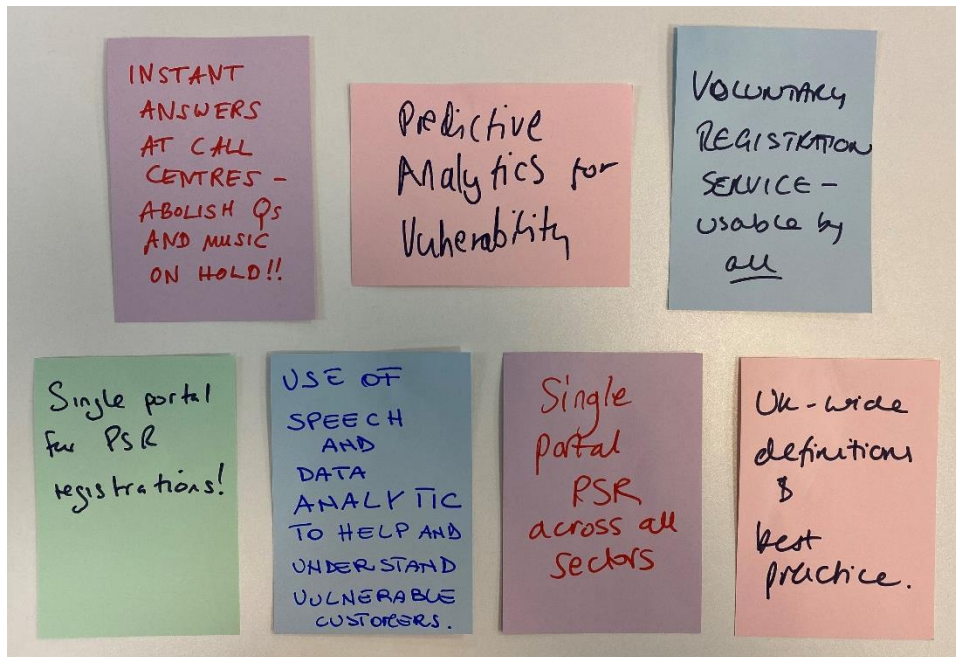 INSTANT
ANSWERS
AT CALL
CENTRES -
ABOLISH Qs
AND MUSIC
ON HOLD!!
Predictive
Analytics for
Vulnerability
VOLUNTARY
REGISTRATION
SERVICE -
usable by
all
Single portal
for PSR
registrations!
USE OF
SPEECH
AND
DATA
ANALYTIC
TO HELP AND
UNDERSTAND
VULNERABLE
CUSTOMERS.
Single
portal
PSR
across all
sectors
UK-wide
definitions
&
best
practice.